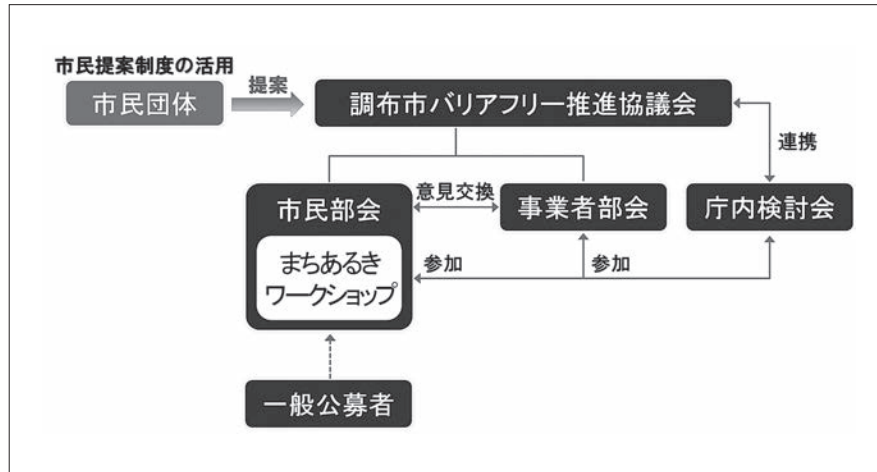 市民提案制度の活用
市民団体
提案
調布市バリアフリー推進協議会
連携
市民部会
意見交換
事業者部会
庁内検討会
まちあるき
ワークショップ
参加
参加
一般公募者